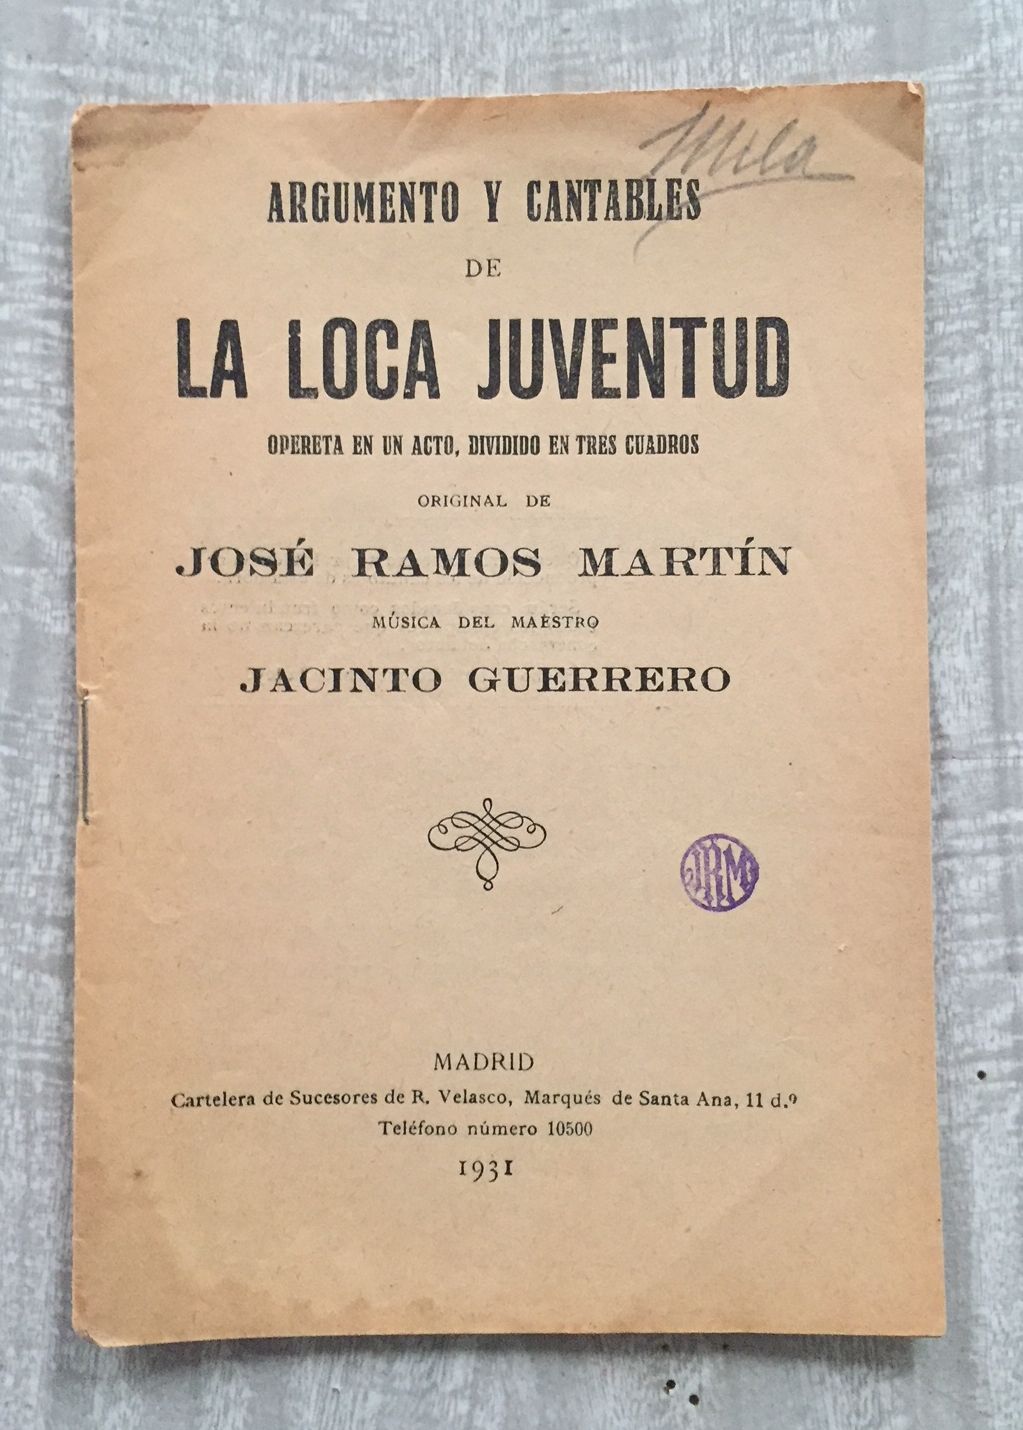 Mila
ARGUMENTO Y CANTABLES
DE
LA LOCA JUVENTUD
OPERETA EN UN ACTO, DIVIDIDO EN TRES CUADROS
ORIGINAL DE
JOSÉ RAMOS MARTÍN
MÚSICA DEL MAESTRO
JACINTO GUERRERO
JRM
MADRID
Cartelera de Sucesores de R. Velasco, Marqués de Santa Ana, 11 d.º
Teléfono número 10500
1931